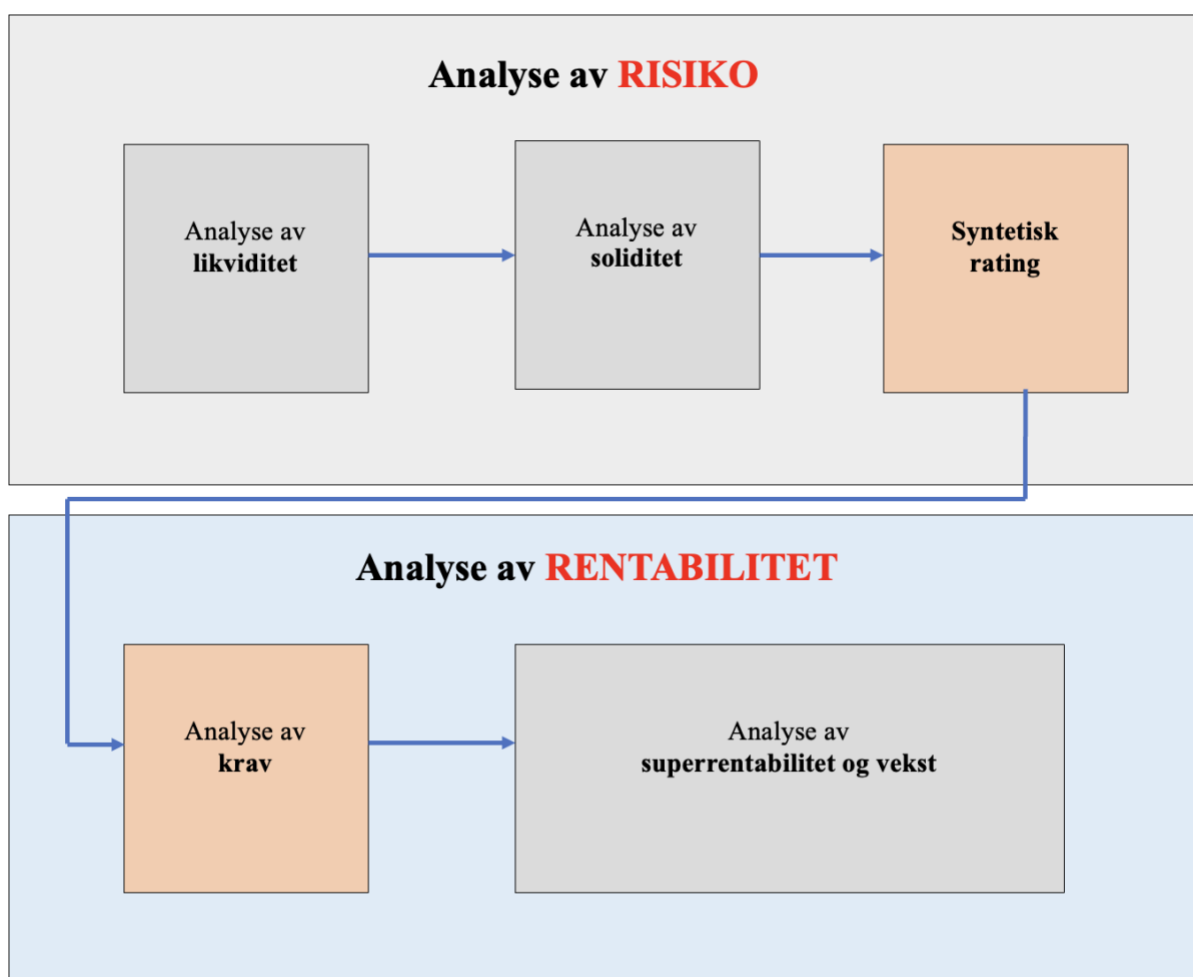 Analyse av RISIKO
Analyse av
likviditet
Analyse av
soliditet
Syntetisk
rating
Analyse av RENTABILITET
Analyse av
krav
Analyse av
superrentabilitet og vekst